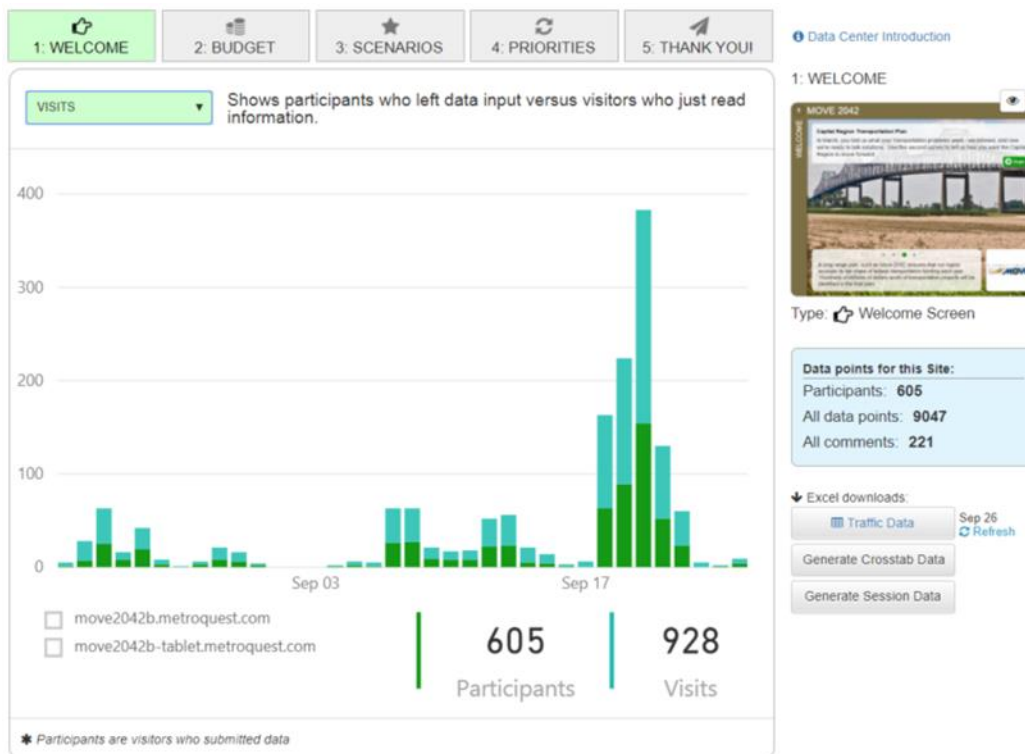 1: WELCOME
2: BUDGET
3: SCENARIOS
4: PRIORITIES
5: THANK YOU!
VISITS
Shows participants who left data input versus visitors who just read
information.
400
300
200
100
0
Sep 03
Sep 17
move2042b.metroquest.com
move2042b-tablet.metroquest.com
605
Participants
928
Visits
✱ Participants are visitors who submitted data
Data Center Introduction
1: WELCOME
MOVE 2042
WELCOME
Capital Region Transportation Plan
Type: Welcome Screen
Data points for this Site:
Participants: 605
All data points: 9047
All comments: 221
Excel downloads:
Traffic Data
Sep 26
Refresh
Generate Crosstab Data
Generate Session Data